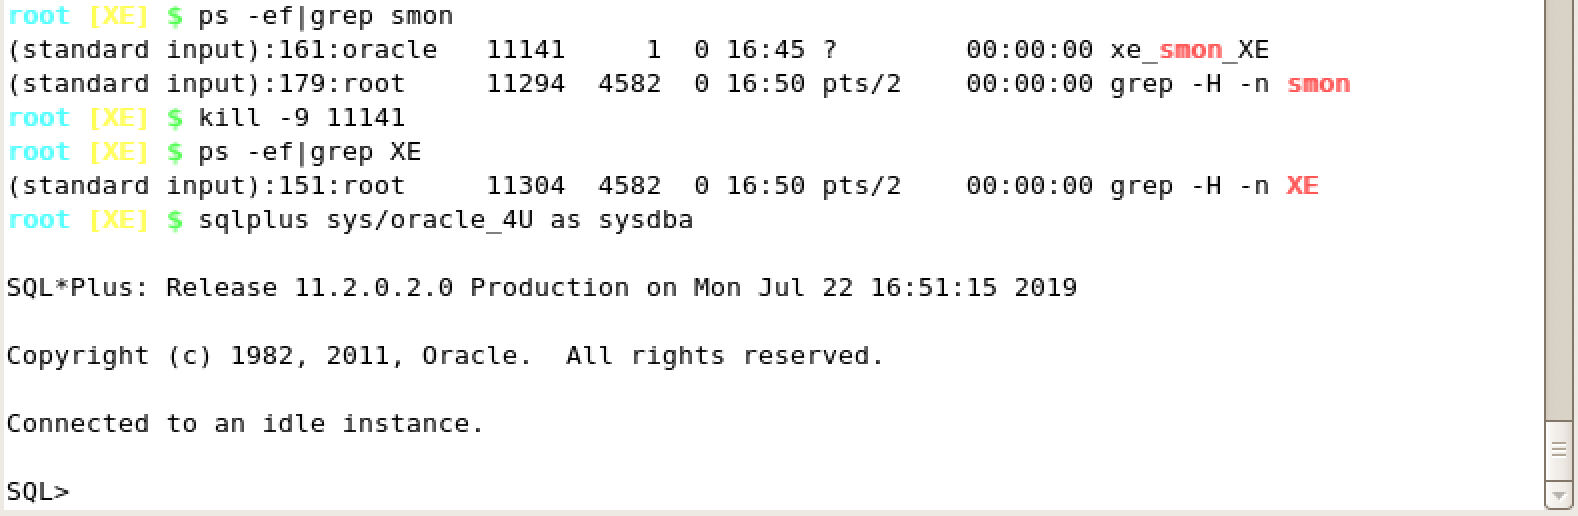 root [XE] $ ps -ef|grep smon
(standard input):161:oracle   11141     1  0 16:45 ?        00:00:00 xe_smon_XE
(standard input):179:root     11294  4582  0 16:50 pts/2    00:00:00 grep -H -n smon
root [XE] $ kill -9 11141
root [XE] $ ps -ef|grep XE
(standard input):151:root     11304  4582  0 16:50 pts/2    00:00:00 grep -H -n XE
root [XE] $ sqlplus sys/oracle_4U as sysdba
SQL*Plus: Release 11.2.0.2.0 Production on Mon Jul 22 16:51:15 2019
Copyright (c) 1982, 2011, Oracle.  All rights reserved.
Connected to an idle instance.
SQL>